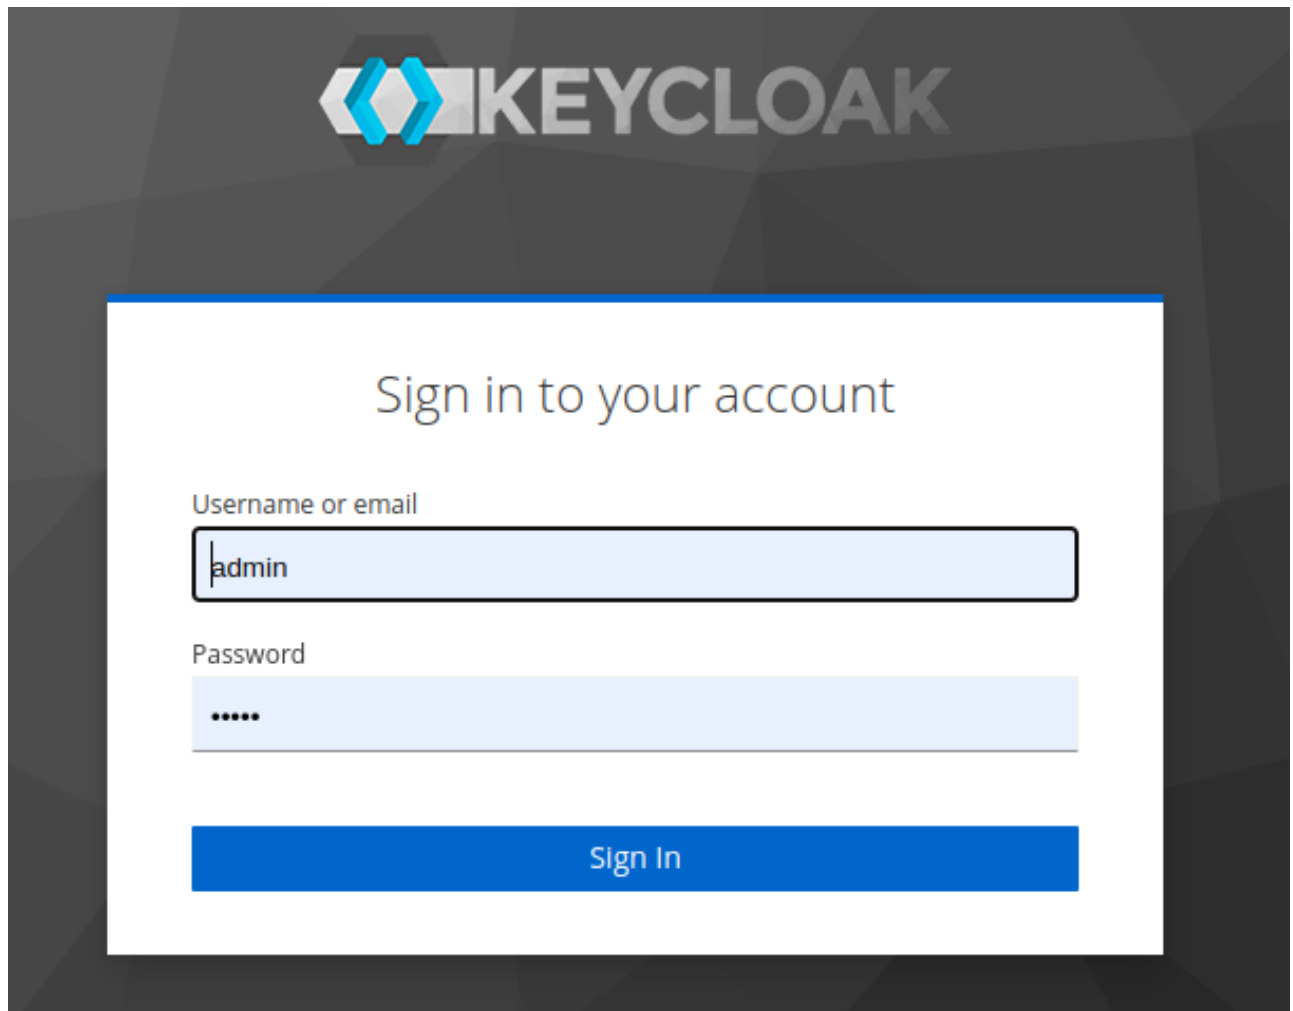 KEYCLOAK
Sign in to your account
Username or email
admin
Password
•••••
Sign In